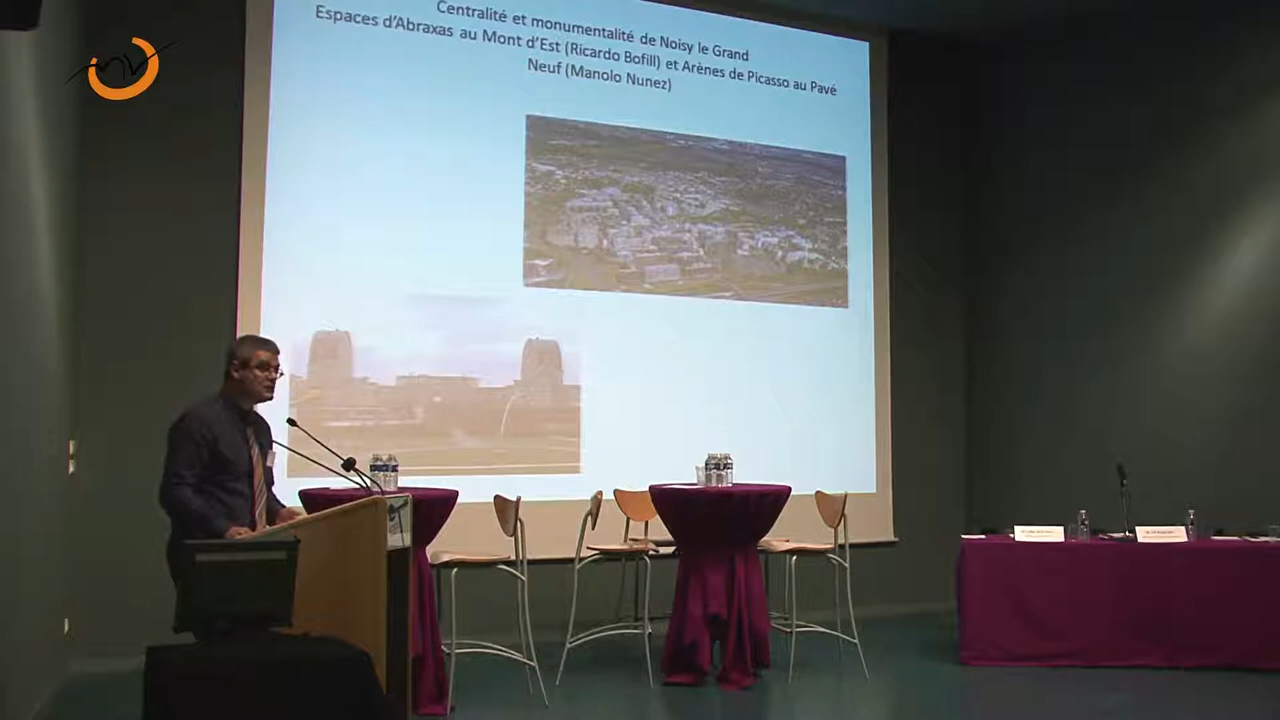 Centralité et monumentalité de Noisy le Grand
Espaces d'Abraxas au Mont d'Est (Ricardo Bofill) et Arènes de Picasso au Pavé
Neuf (Manolo Nunez)
nv